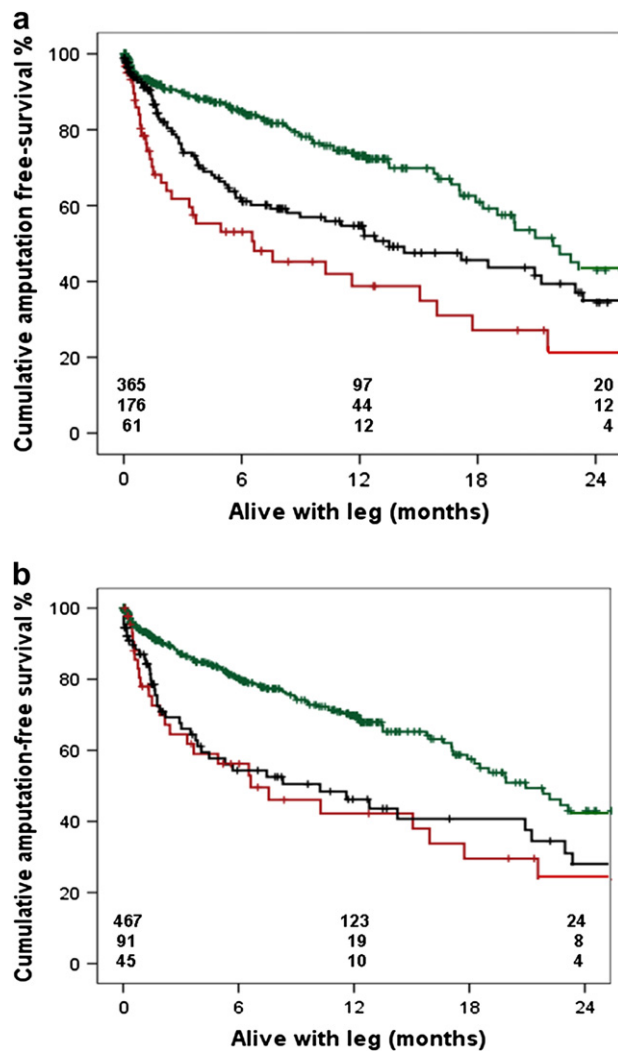 a
Cumulative amputation free-survival %
100
80
60
40
20
0
365 97 20
176 44 12
61 12 4
0 6 12 18 24
Alive with leg (months)
b
Cumulative amputation-free survival %
100
80
60
40
20
0
467 123 24
91 19 8
45 10 4
0 6 12 18 24
Alive with leg (months)